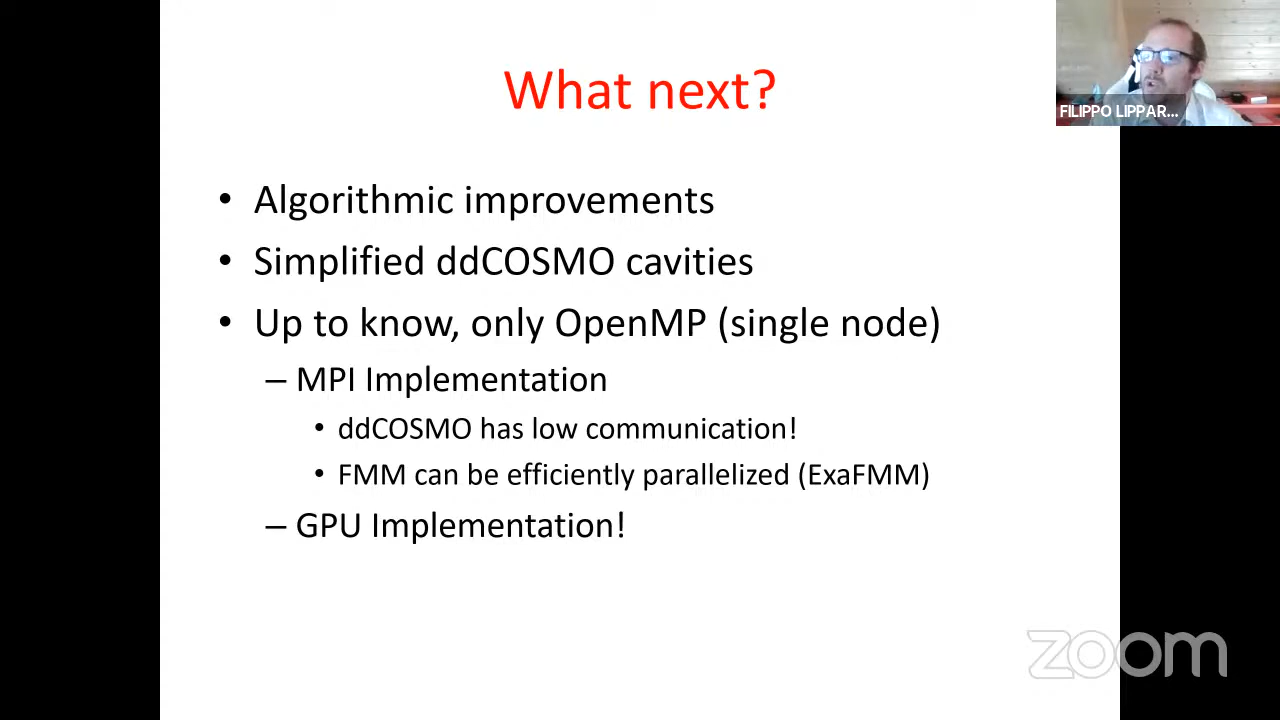 What next?
FILIPPO LIPPAR...
• Algorithmic improvements
• Simplified ddCOSMO cavities
• Up to know, only OpenMP (single node)
– MPI Implementation
• ddCOSMO has low communication!
• FMM can be efficiently parallelized (ExaFMM)
– GPU Implementation!
zoom